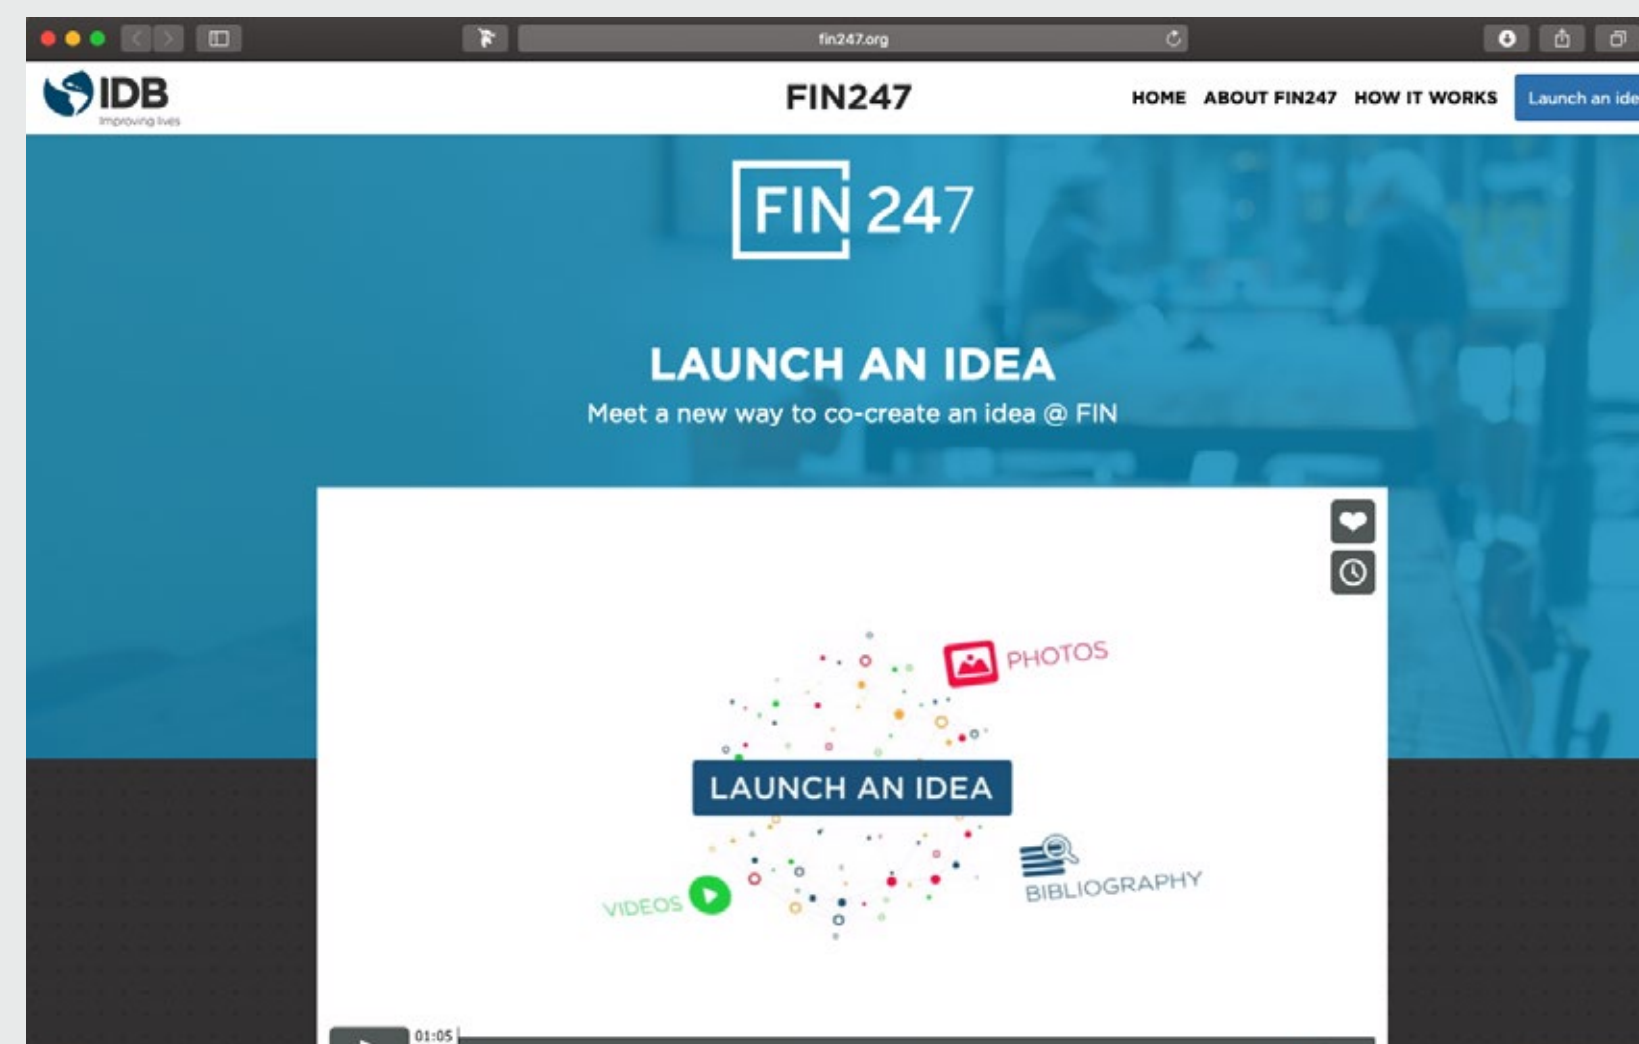 fin247.org
IDB
Improving lives
FIN247
HOME ABOUT FIN247 HOW IT WORKS Launch an ide
FIN 247
LAUNCH AN IDEA
Meet a new way to co-create an idea @ FIN
PHOTOS
LAUNCH AN IDEA
BIBLIOGRAPHY
VIDEOS
01:05